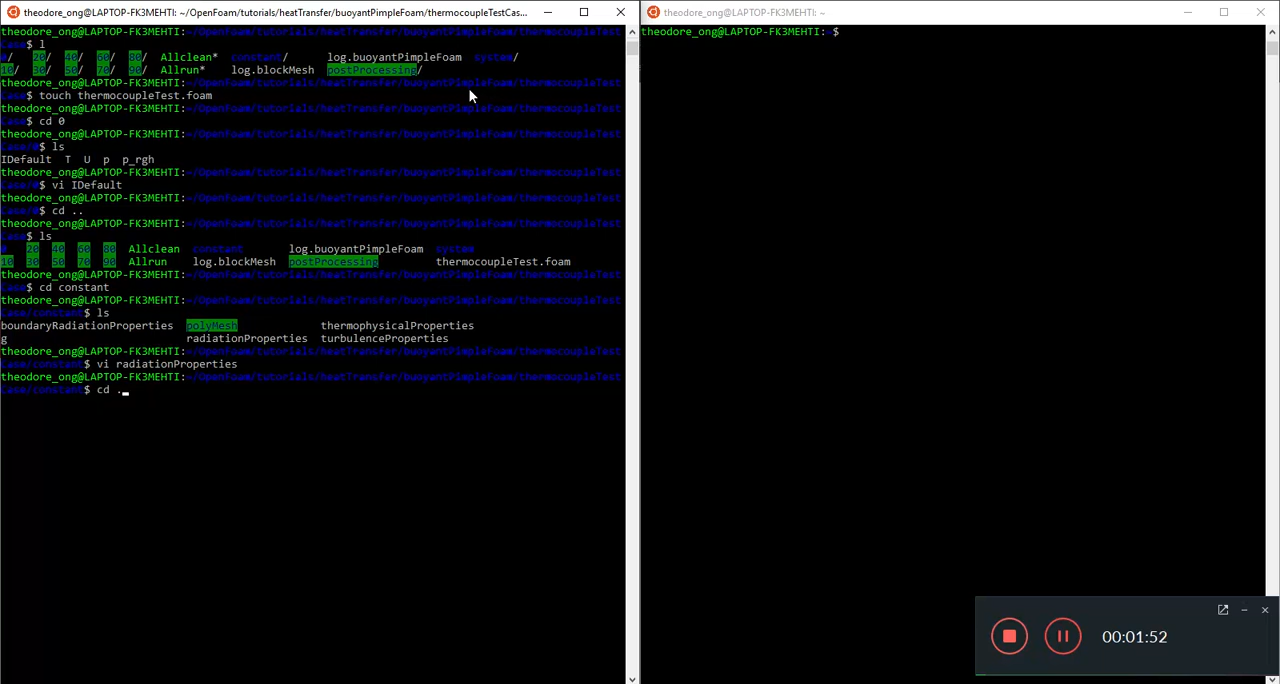 theodore_ong@LAPTOP-FK3MEHTI: ~/OpenFoam/tutorials/heatTransfer/buoyantPimpleFoam/thermocoupleTestCas...
theodore_ong@LAPTOP-FK3MEHTI:~/OpenFoam/tutorials/heatTransfer/buoyantPimpleFoam/thermocoupleTest
Case$ l
0/ 20/ 40/ 60/ 80/ Allclean* constant/ log.buoyantPimpleFoam system/
10/ 30/ 50/ 70/ 90/ Allrun* log.blockMesh postProcessing/
theodore_ong@LAPTOP-FK3MEHTI:~/OpenFoam/tutorials/heatTransfer/buoyantPimpleFoam/thermocoupleTest
Case$ touch thermocoupleTest.foam
theodore_ong@LAPTOP-FK3MEHTI:~/OpenFoam/tutorials/heatTransfer/buoyantPimpleFoam/thermocoupleTest
Case$ cd 0
theodore_ong@LAPTOP-FK3MEHTI:~/OpenFoam/tutorials/heatTransfer/buoyantPimpleFoam/thermocoupleTest
Case/0$ ls
IDefault T U p p_rgh
theodore_ong@LAPTOP-FK3MEHTI:~/OpenFoam/tutorials/heatTransfer/buoyantPimpleFoam/thermocoupleTest
Case/0$ vi IDefault
theodore_ong@LAPTOP-FK3MEHTI:~/OpenFoam/tutorials/heatTransfer/buoyantPimpleFoam/thermocoupleTest
Case/0$ cd ..
theodore_ong@LAPTOP-FK3MEHTI:~/OpenFoam/tutorials/heatTransfer/buoyantPimpleFoam/thermocoupleTest
Case$ ls
0 20 40 60 80 Allclean constant log.buoyantPimpleFoam system
10 30 50 70 90 Allrun log.blockMesh postProcessing thermocoupleTest.foam
theodore_ong@LAPTOP-FK3MEHTI:~/OpenFoam/tutorials/heatTransfer/buoyantPimpleFoam/thermocoupleTest
Case$ cd constant
theodore_ong@LAPTOP-FK3MEHTI:~/OpenFoam/tutorials/heatTransfer/buoyantPimpleFoam/thermocoupleTest
Case/constant$ ls
boundaryRadiationProperties polyMesh thermophysicalProperties
g radiationProperties turbulenceProperties
theodore_ong@LAPTOP-FK3MEHTI:~/OpenFoam/tutorials/heatTransfer/buoyantPimpleFoam/thermocoupleTest
Case/constant$ vi radiationProperties
theodore_ong@LAPTOP-FK3MEHTI:~/OpenFoam/tutorials/heatTransfer/buoyantPimpleFoam/thermocoupleTest
Case/constant$ cd .
theodore_ong@LAPTOP-FK3MEHTI: ~
theodore_ong@LAPTOP-FK3MEHTI:~$
00:01:52